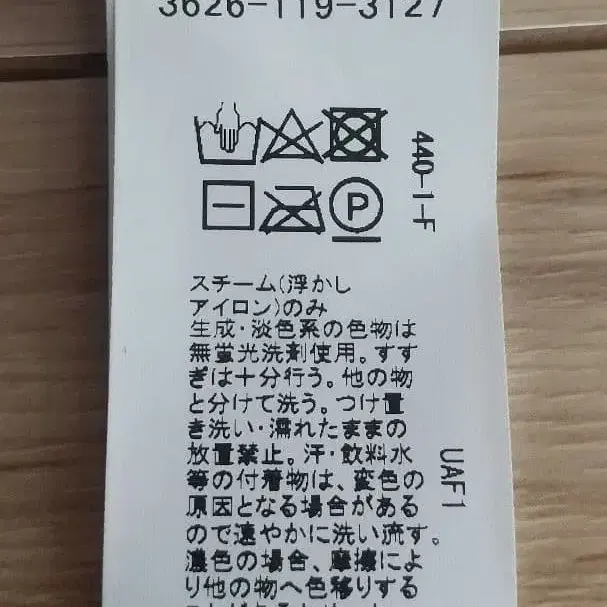 3626-119-3127
440-1-F
P
スチーム(浮かし
アイロン)のみ
生成・淡色系の色物は
無蛍光洗剤使用。すす
ぎは十分行う。他の物
と分けて洗う。つけ置
き洗い・濡れたままの
放置禁止。汗・飲料水
等の付着物は、変色の
原因となる場合がある
ので速やかに洗い流す。
濃色の場合、摩擦によ
り他の物へ色移りする
UAF1